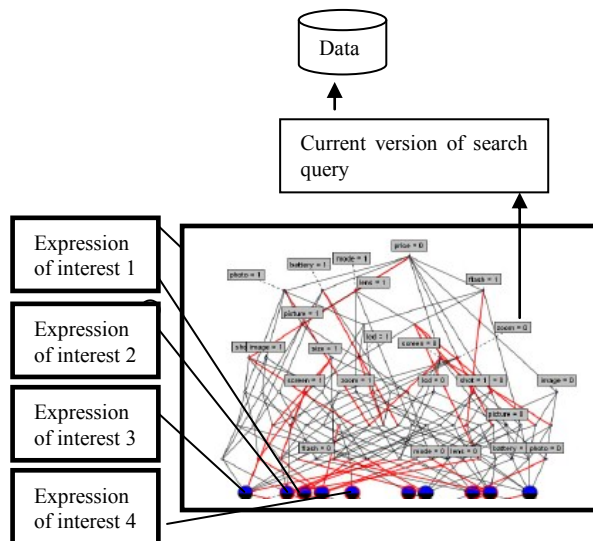 Data
Current version of search
query
Expression
of interest 1
Expression
of interest 2
Expression
of interest 3
Expression
of interest 4
price = 0
mode = 1
battery = 1
photo = 1
lens = 1
flash = 1
picture = 1
zoom = 0
lcd = 1
screen = 0
image = 1
size = 1
screen = 1
zoom = 1
lcd = 0
shot = 1
= 0
image = 0
picture = 0
flash = 0
mode = 0
lens = 0
battery =
photo = 0